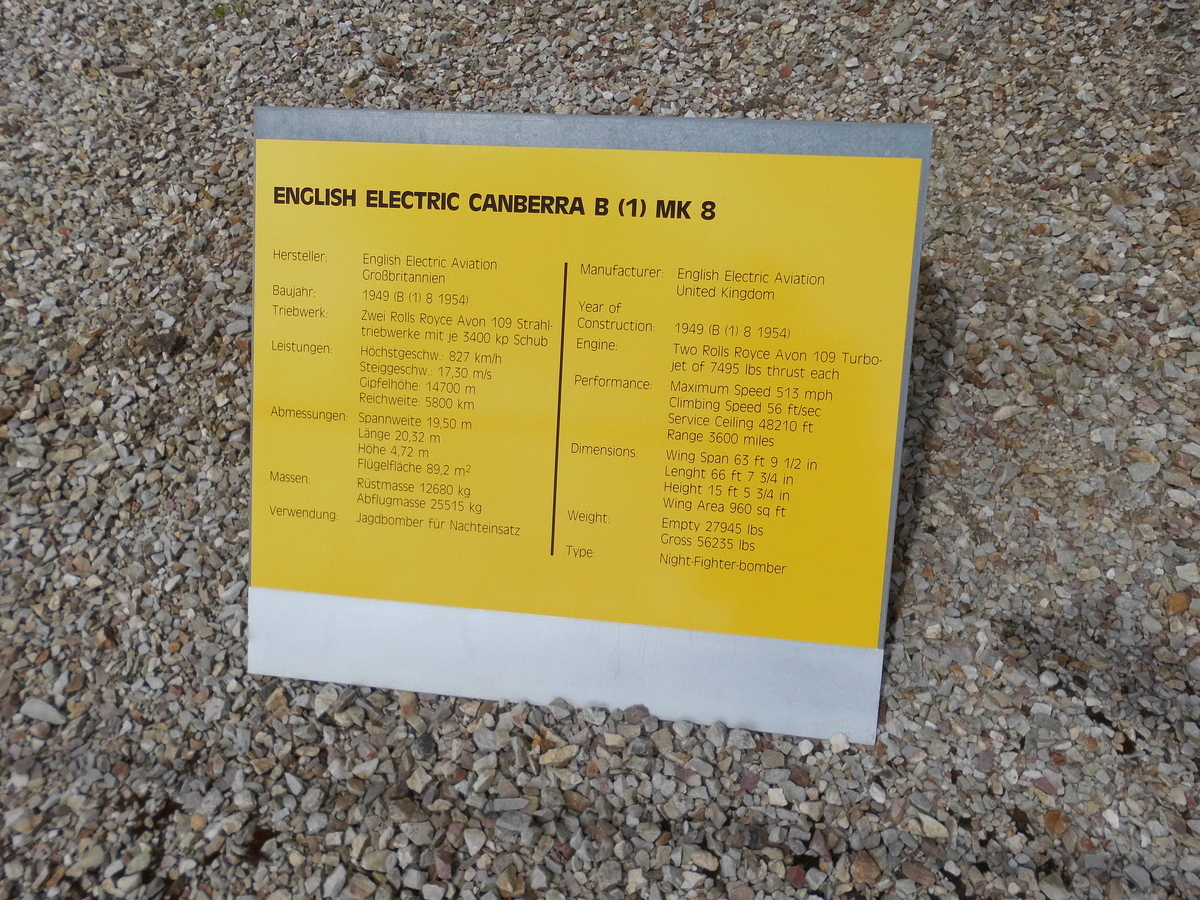 ENGLISH ELECTRIC CANBERRA B (1) MK 8
Hersteller: English Electric Aviation
Großbritannien
Baujahr: 1949 (B (1) 8 1954)
Triebwerk: Zwei Rolls Royce Avon 109 Strahl-
triebwerke mit je 3400 kp Schub
Leistungen: Höchstgeschw.: 827 km/h
Steiggeschw.: 17,30 m/s
Gipfelhöhe: 14700 m
Reichweite: 5800 km
Abmessungen: Spannweite 19,50 m
Länge 20,32 m
Höhe 4,72 m
Flügelfläche 89,2 m²
Massen: Rüstmasse 12680 kg
Abflugmasse 25515 kg
Verwendung: Jagdbomber für Nachteinsatz
Manufacturer: English Electric Aviation
United Kingdom
Year of
Construction: 1949 (B (1) 8 1954)
Engine: Two Rolls Royce Avon 109 Turbo-
jet of 7495 lbs thrust each
Performance: Maximum Speed 513 mph
Climbing Speed 56 ft/sec
Service Ceiling 48210 ft
Range 3600 miles
Dimensions: Wing Span 63 ft 9 1/2 in
Lenght 66 ft 7 3/4 in
Height 15 ft 5 3/4 in
Wing Area 960 sq ft
Weight: Empty 27945 lbs
Gross 56235 lbs
Type: Night-Fighter-bomber